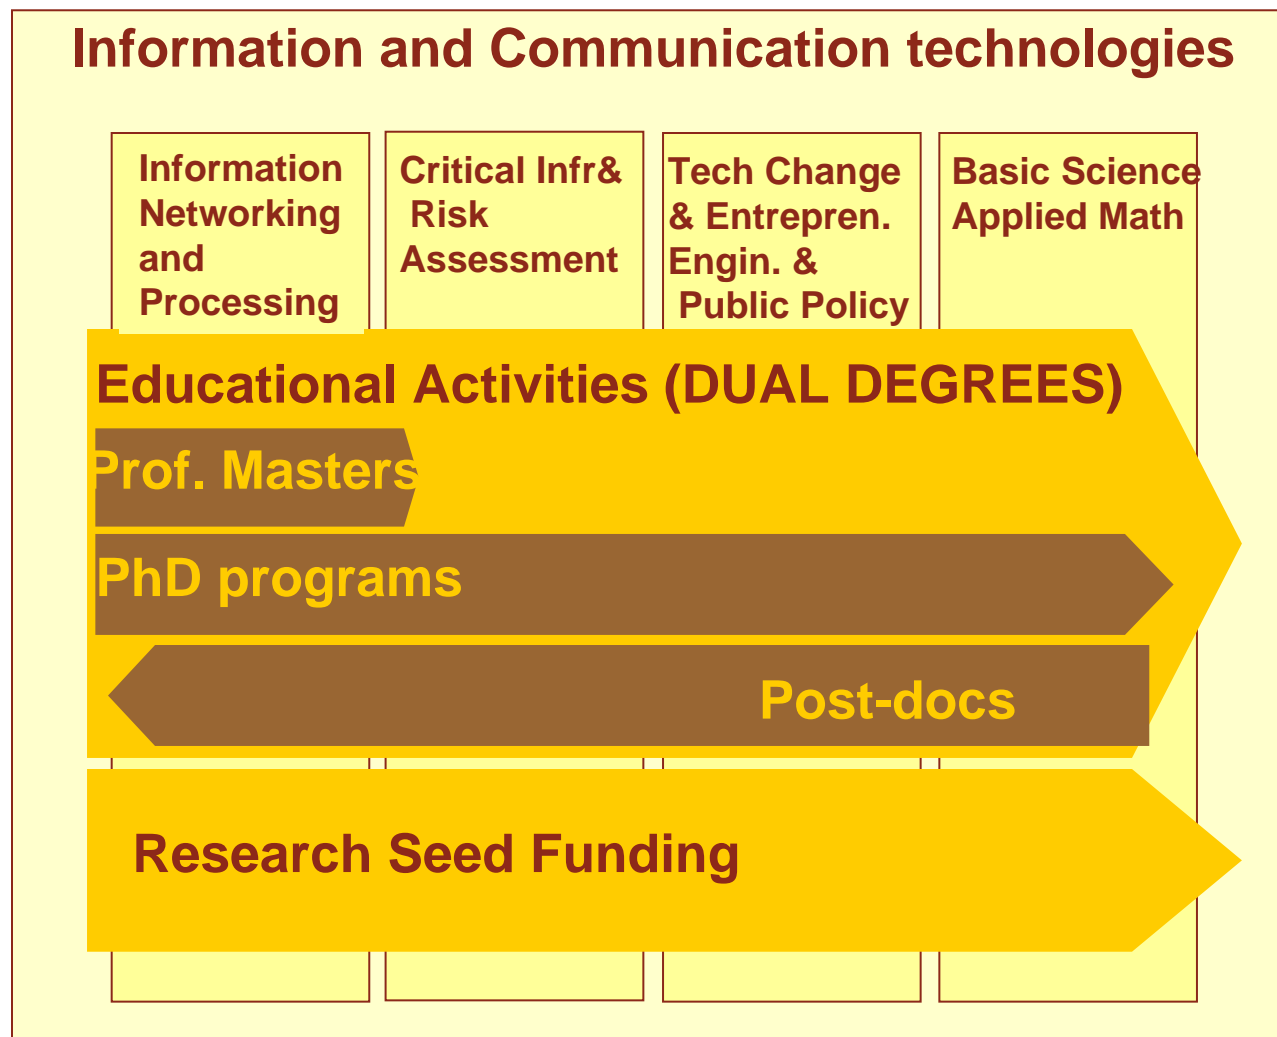 Information and Communication technologies
Information
Networking
and
Processing
Critical Infr&
Risk
Assessment
Tech Change
& Entrepren.
Engin. &
Public Policy
Basic Science
Applied Math
Educational Activities (DUAL DEGREES)
Prof. Masters
PhD programs
Post-docs
Research Seed Funding